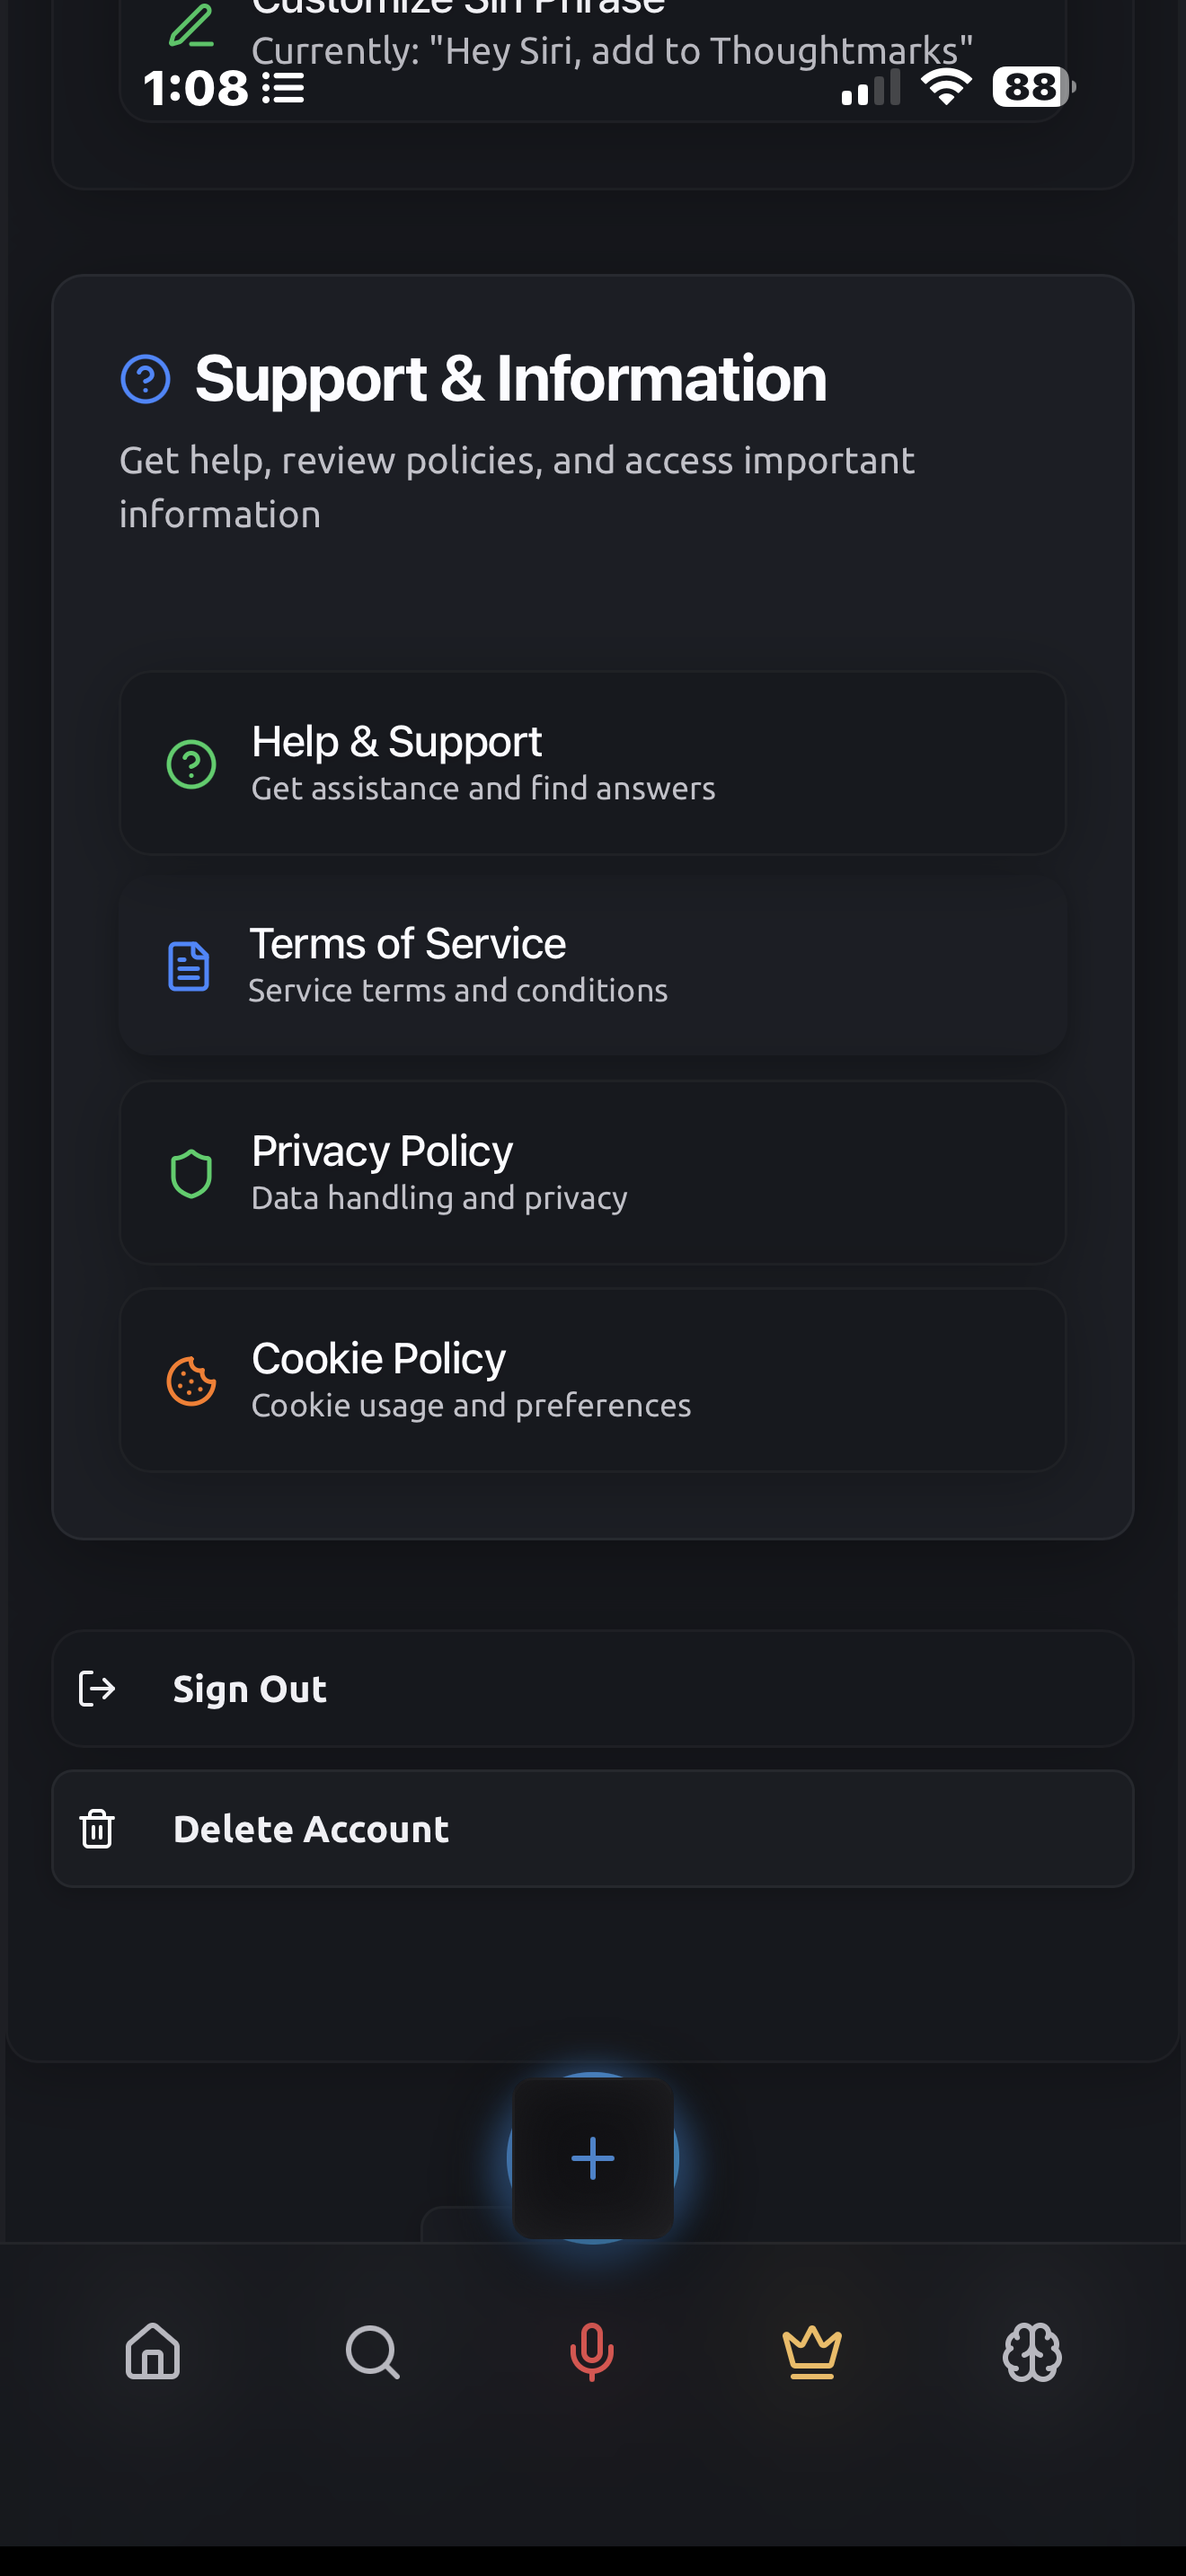 Customize Siri Phrase
Currently: "Hey Siri, add to Thoughtmarks"
1:08
88
Support & Information
Get help, review policies, and access important
information
Help & Support
Get assistance and find answers
Terms of Service
Service terms and conditions
Privacy Policy
Data handling and privacy
Cookie Policy
Cookie usage and preferences
Sign Out
Delete Account